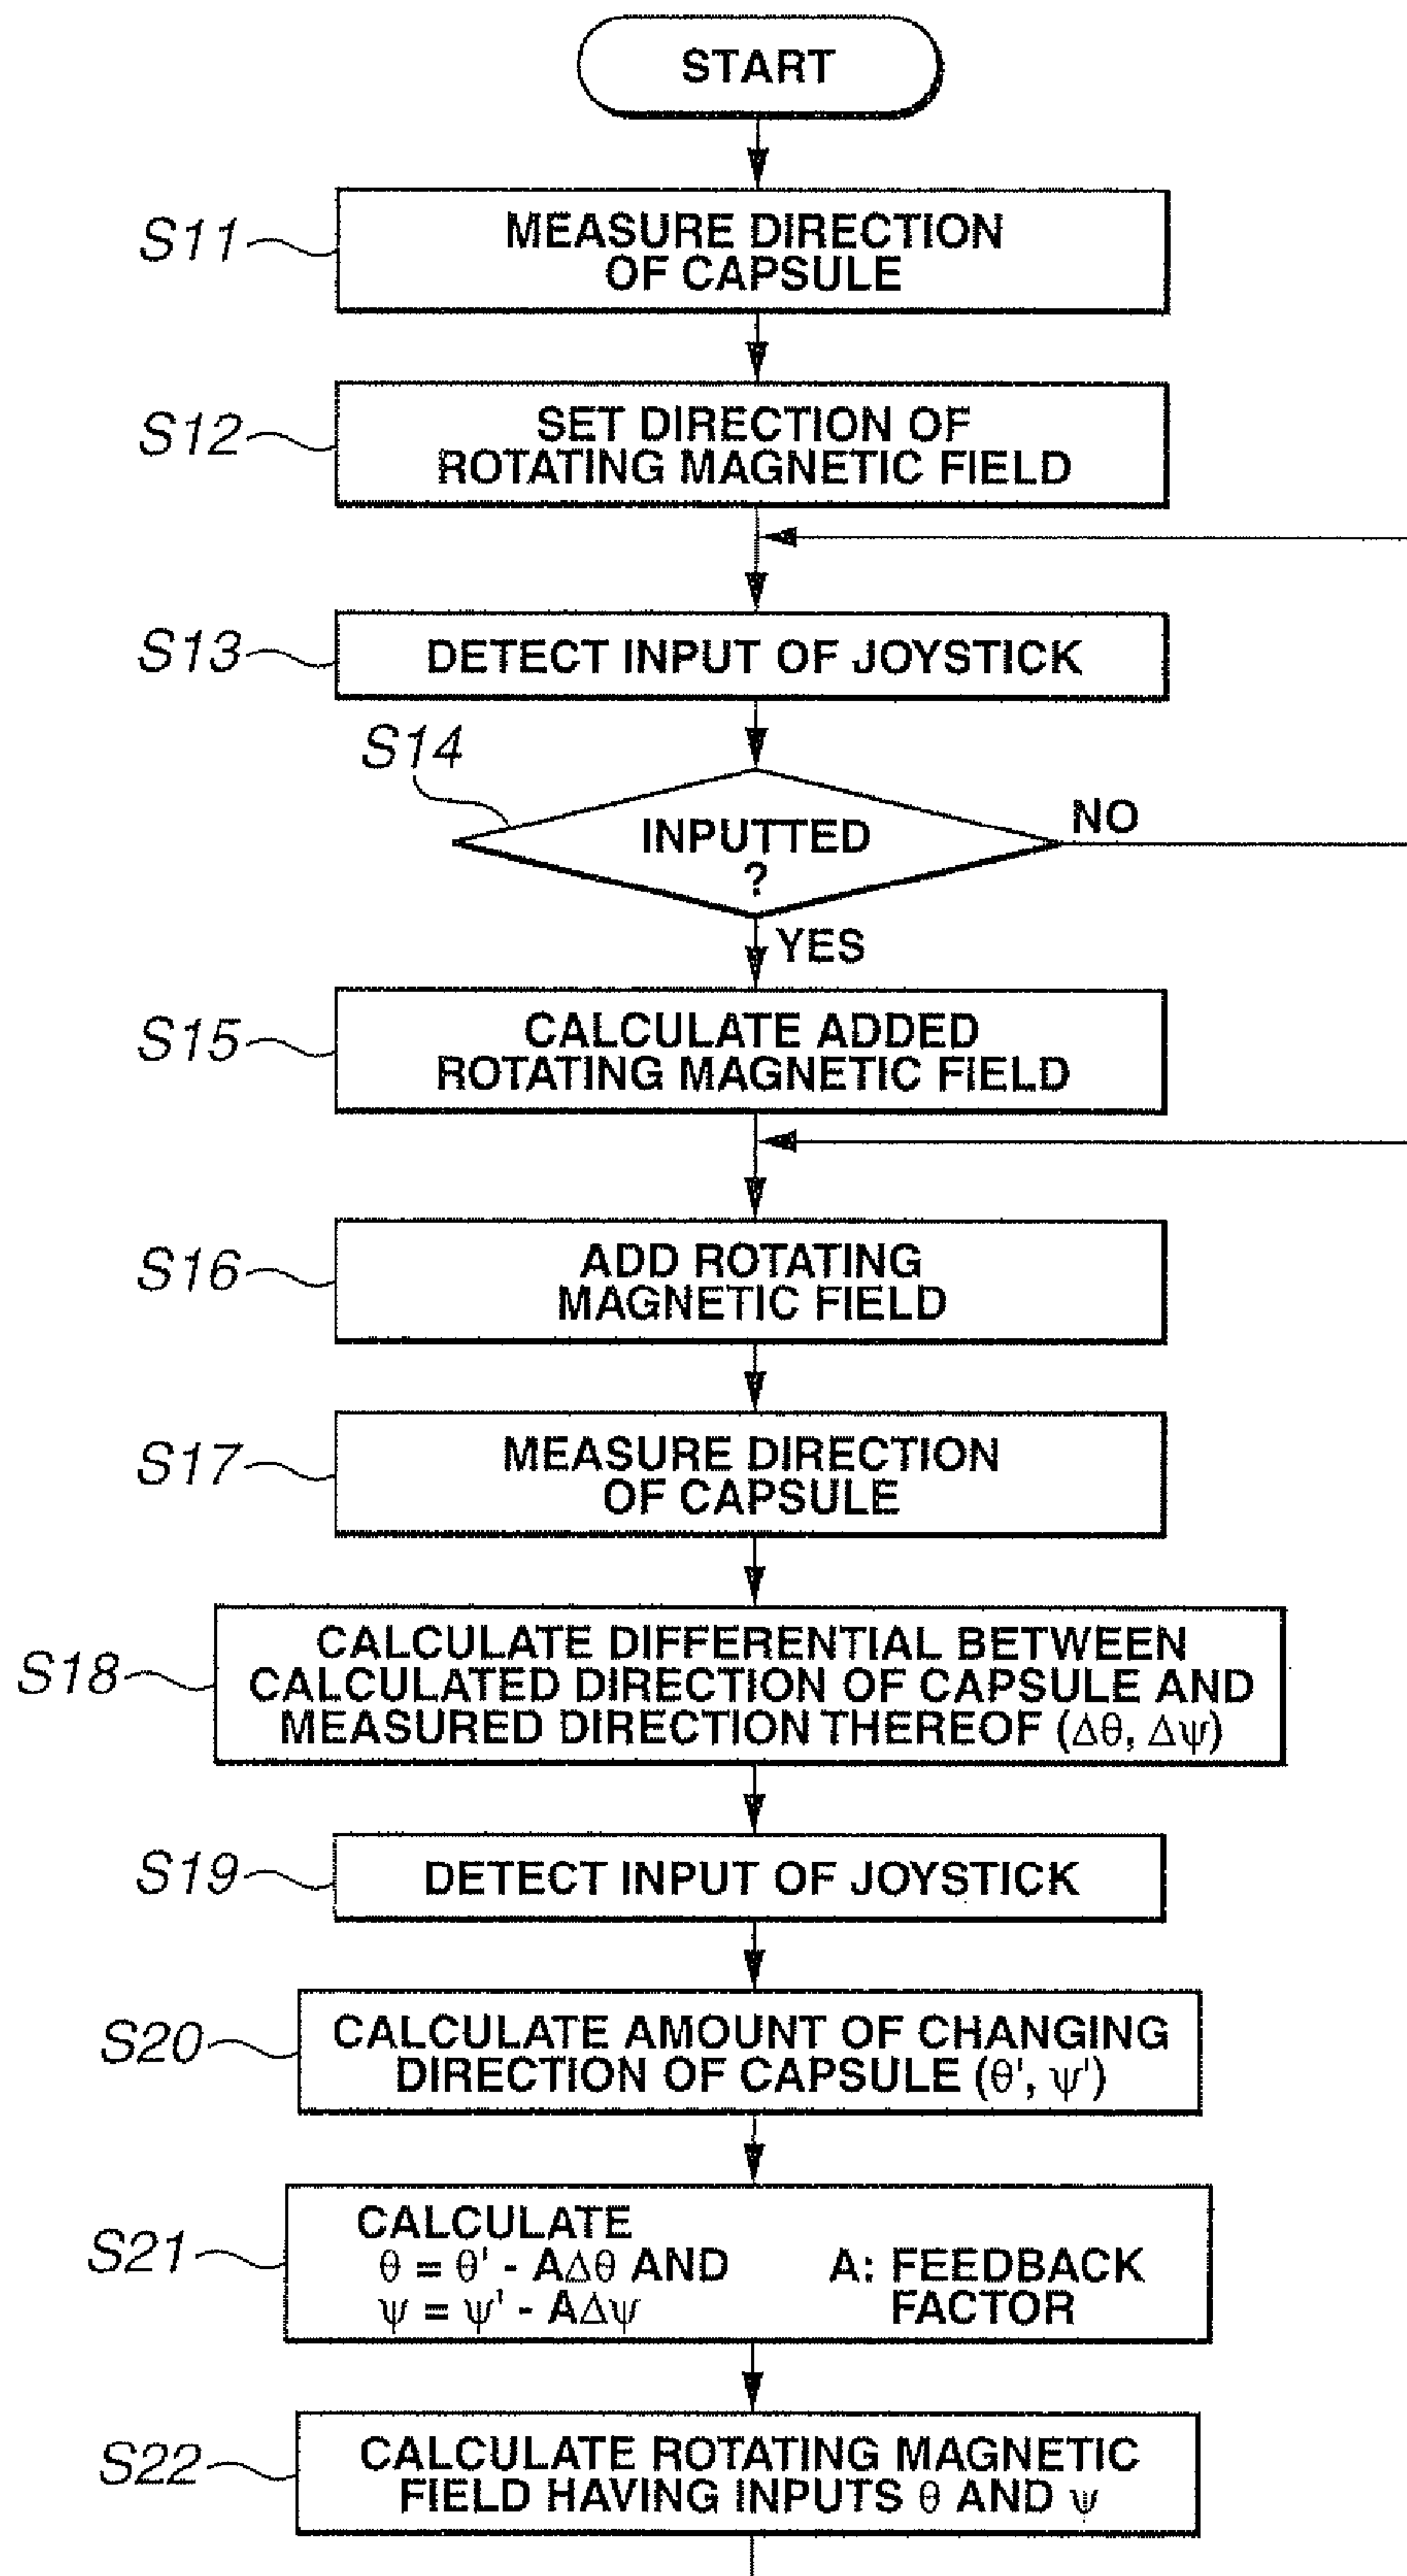 START
S11
MEASURE DIRECTION
OF CAPSULE
S12
SET DIRECTION OF
ROTATING MAGNETIC FIELD
S13
DETECT INPUT OF JOYSTICK
S14
INPUTTED
?
NO
YES
S15
CALCULATE ADDED
ROTATING MAGNETIC FIELD
S16
ADD ROTATING
MAGNETIC FIELD
S17
MEASURE DIRECTION
OF CAPSULE
S18
CALCULATE DIFFERENTIAL BETWEEN
CALCULATED DIRECTION OF CAPSULE AND
MEASURED DIRECTION THEREOF (Δθ, Δψ)
S19
DETECT INPUT OF JOYSTICK
S20
CALCULATE AMOUNT OF CHANGING
DIRECTION OF CAPSULE (θ', ψ')
S21
CALCULATE
θ = θ' - AΔθ AND
ψ = ψ' - AΔψ
A: FEEDBACK
FACTOR
S22
CALCULATE ROTATING MAGNETIC
FIELD HAVING INPUTS θ AND ψ